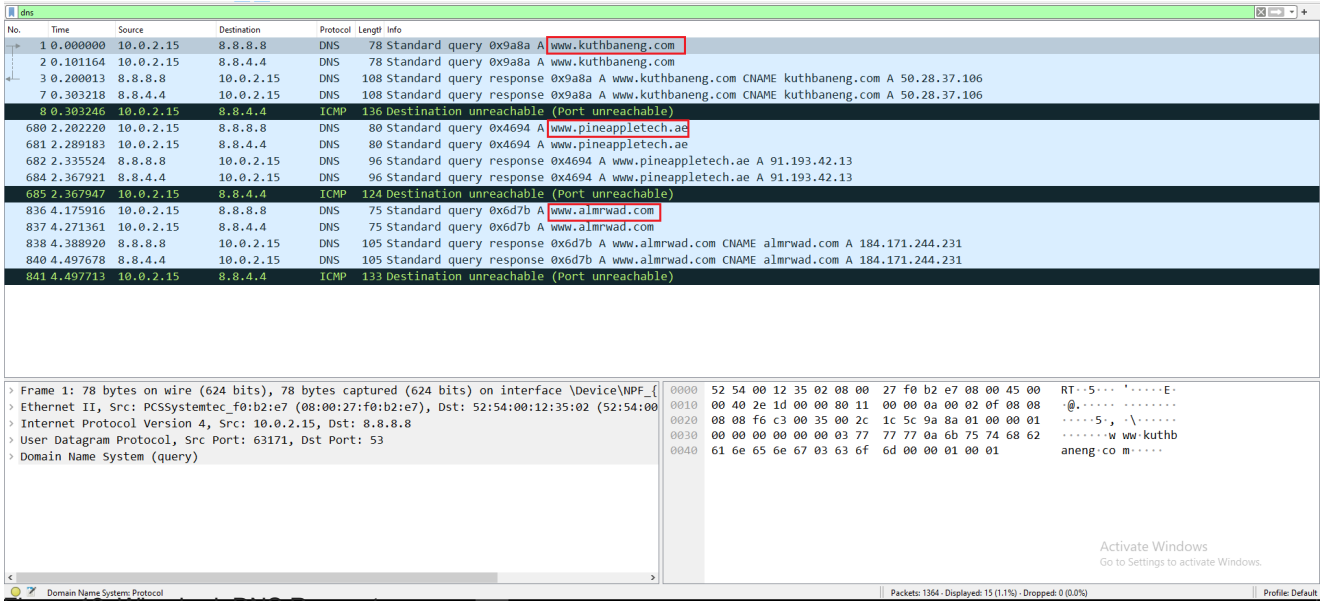 dns
No. Time Source Destination Protocol Length Info
1 0.000000 10.0.2.15 8.8.8.8 DNS 78 Standard query 0x9a8a A www.kuthbaneng.com
2 0.101164 10.0.2.15 8.8.4.4 DNS 78 Standard query 0x9a8a A www.kuthbaneng.com
3 0.200013 8.8.8.8 10.0.2.15 DNS 108 Standard query response 0x9a8a A www.kuthbaneng.com CNAME kuthbaneng.com A 50.28.37.106
7 0.303218 8.8.4.4 10.0.2.15 DNS 108 Standard query response 0x9a8a A www.kuthbaneng.com CNAME kuthbaneng.com A 50.28.37.106
8 0.303246 10.0.2.15 8.8.4.4 ICMP 136 Destination unreachable (Port unreachable)
680 2.202220 10.0.2.15 8.8.8.8 DNS 80 Standard query 0x4694 A www.pineappletech.ae
681 2.289183 10.0.2.15 8.8.4.4 DNS 80 Standard query 0x4694 A www.pineappletech.ae
682 2.335524 8.8.8.8 10.0.2.15 DNS 96 Standard query response 0x4694 A www.pineappletech.ae A 91.193.42.13
684 2.367921 8.8.4.4 10.0.2.15 DNS 96 Standard query response 0x4694 A www.pineappletech.ae A 91.193.42.13
685 2.367947 10.0.2.15 8.8.4.4 ICMP 124 Destination unreachable (Port unreachable)
836 4.175916 10.0.2.15 8.8.8.8 DNS 75 Standard query 0x6d7b A www.almrwad.com
837 4.271361 10.0.2.15 8.8.4.4 DNS 75 Standard query 0x6d7b A www.almrwad.com
838 4.388920 8.8.8.8 10.0.2.15 DNS 105 Standard query response 0x6d7b A www.almrwad.com CNAME almrwad.com A 184.171.244.231
840 4.497678 8.8.4.4 10.0.2.15 DNS 105 Standard query response 0x6d7b A www.almrwad.com CNAME almrwad.com A 184.171.244.231
841 4.497713 10.0.2.15 8.8.4.4 ICMP 133 Destination unreachable (Port unreachable)
Frame 1: 78 bytes on wire (624 bits), 78 bytes captured (624 bits) on interface \Device\NPF_{
Ethernet II, Src: PCSSystemtec_f0:b2:e7 (08:00:27:f0:b2:e7), Dst: 52:54:00:12:35:02 (52:54:00
Internet Protocol Version 4, Src: 10.0.2.15, Dst: 8.8.8.8
User Datagram Protocol, Src Port: 63171, Dst Port: 53
Domain Name System (query)
0000 52 54 00 12 35 02 08 00 27 f0 b2 e7 08 00 45 00 RT··5··· '·····E·
0010 00 40 2e 1d 00 00 80 11 00 00 0a 00 02 0f 08 08 ·@.····· ········
0020 08 08 f6 c3 00 35 00 2c 1c 5c 9a 8a 01 00 00 01 ·····5·, ·\······
0030 00 00 00 00 00 00 03 77 77 77 0a 6b 75 74 68 62 ·······w ww·kuthb
0040 61 6e 65 6e 67 03 63 6f 6d 00 00 01 00 01 aneng·co m·····
Activate Windows
Go to Settings to activate Windows.
Domain Name System: Protocol
Packets: 1364 · Displayed: 15 (1.1%) · Dropped: 0 (0.0%)
Profile: Default